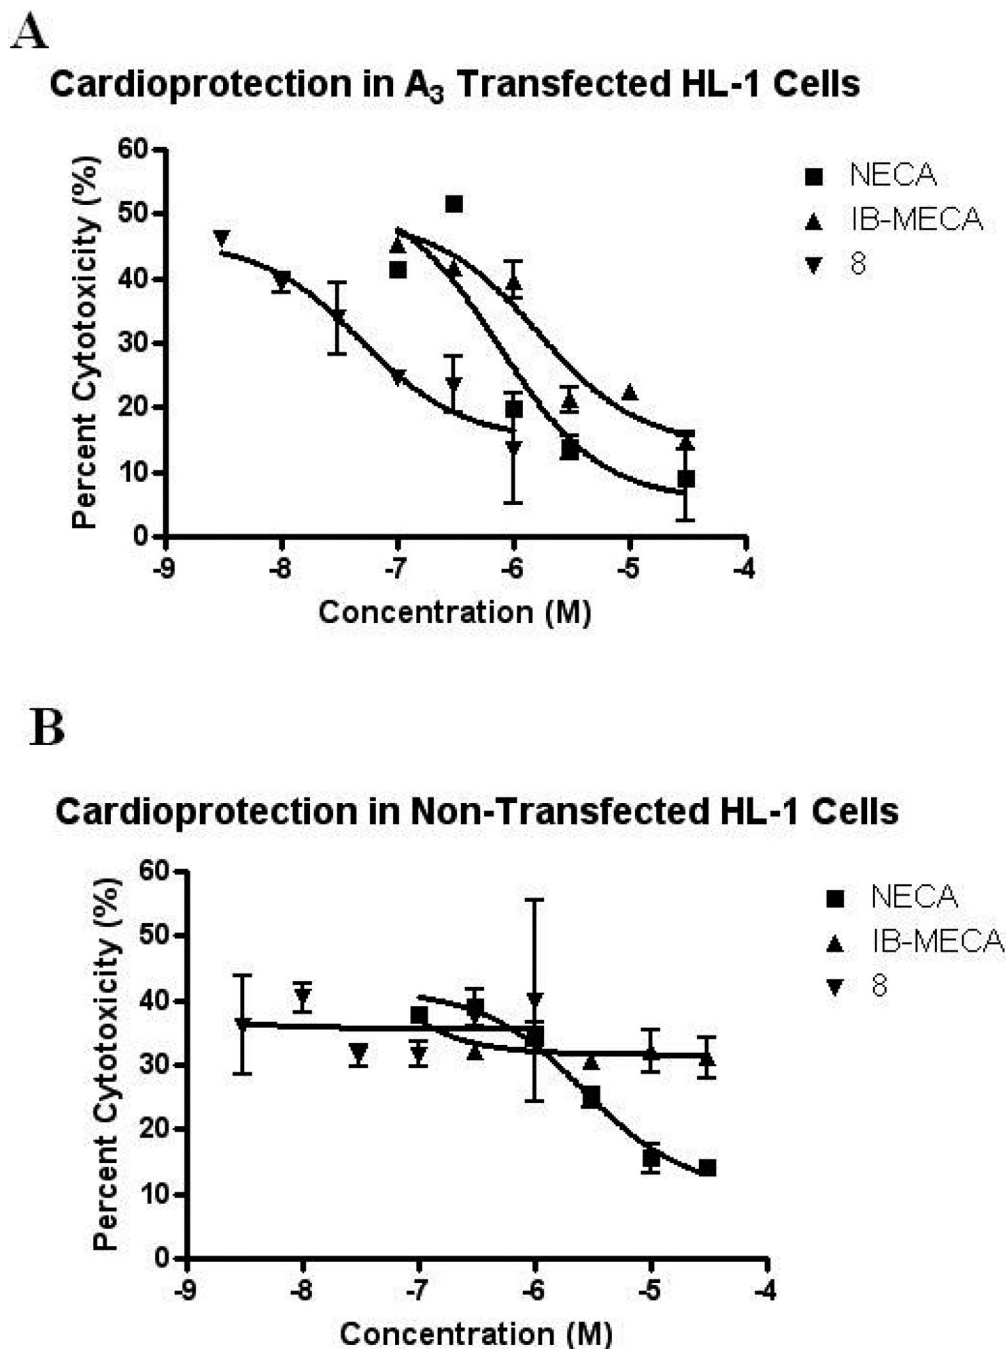 A
Cardioprotection in A₃ Transfected HL-1 Cells
Percent Cytotoxicity (%)
60
50
40
30
20
10
0
-9 -8 -7 -6 -5 -4
Concentration (M)
NECA
IB-MECA
8
B
Cardioprotection in Non-Transfected HL-1 Cells
Percent Cytotoxicity (%)
60
50
40
30
20
10
0
-9 -8 -7 -6 -5 -4
Concentration (M)
NECA
IB-MECA
8